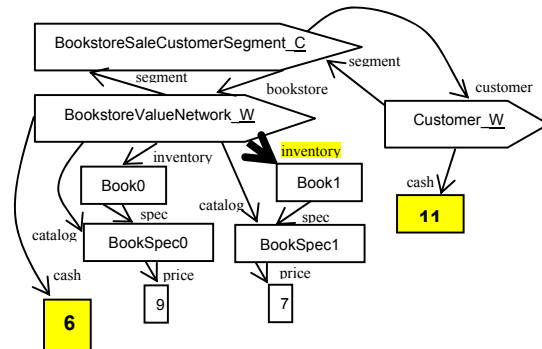 BookstoreSaleCustomerSegment_C
segment
segment
bookstore
customer
BookstoreValueNetwork_W
Customer_W
inventory
inventory
Book0
Book1
cash
11
spec
catalog
spec
catalog
BookSpec0
BookSpec1
cash
price
price
6
9
7